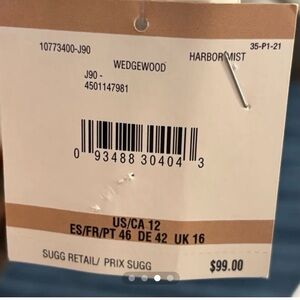 35-P1-21
10773400-J90
WEDGEWOOD HARBOR MIST
J90 -
4501147981
0 93488 30404 3
US/CA 12
ES/FR/PT 46 DE 42 UK 16
SUGG RETAIL/ PRIX SUGG $99.00